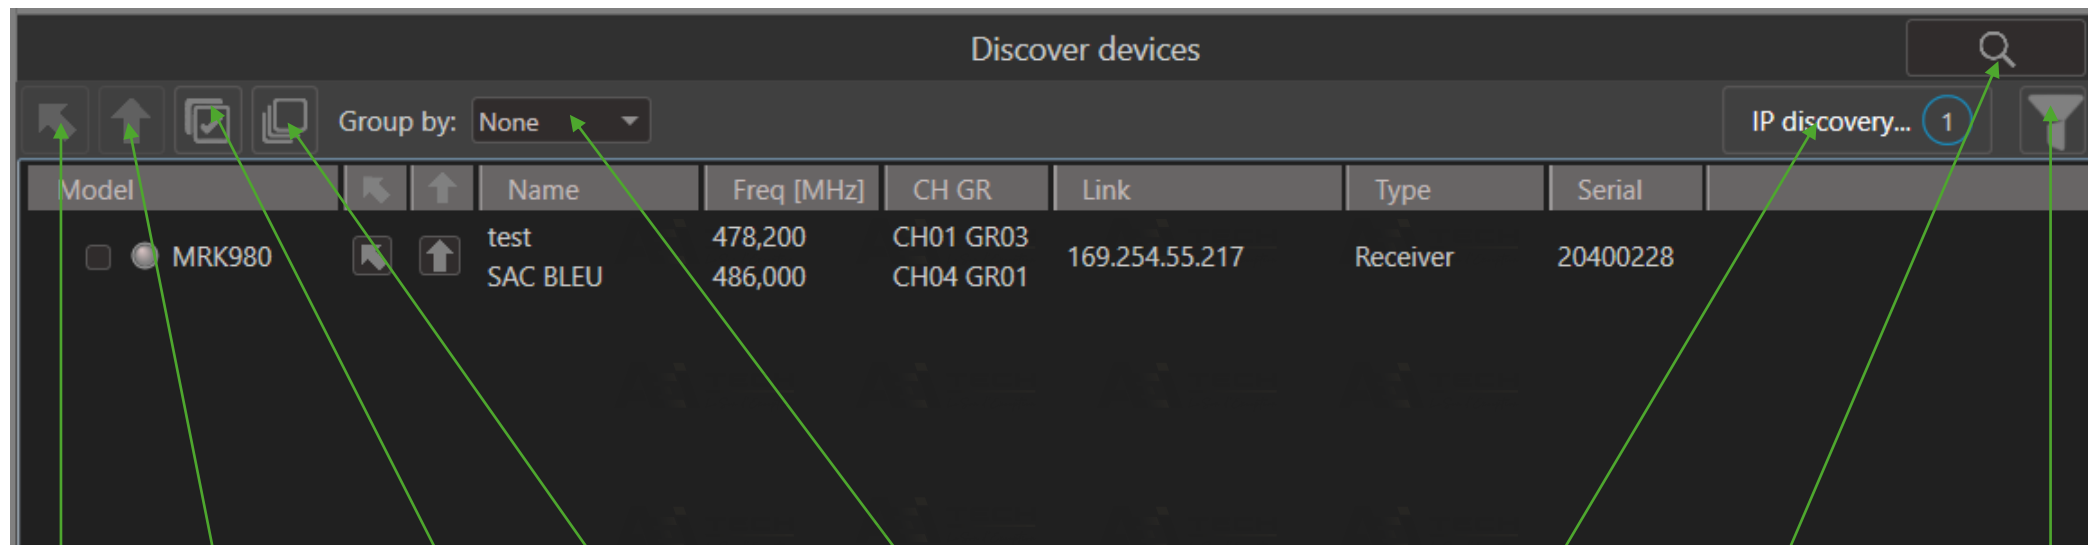 Discover devices
Group by: None IP discovery... 1
Model Name Freq [MHz] CH GR Link Type Serial
test 478,200 CH01 GR03
MRK980 169.254.55.217 Receiver 20400228
SAC BLEU 486,000 CH04 GR01